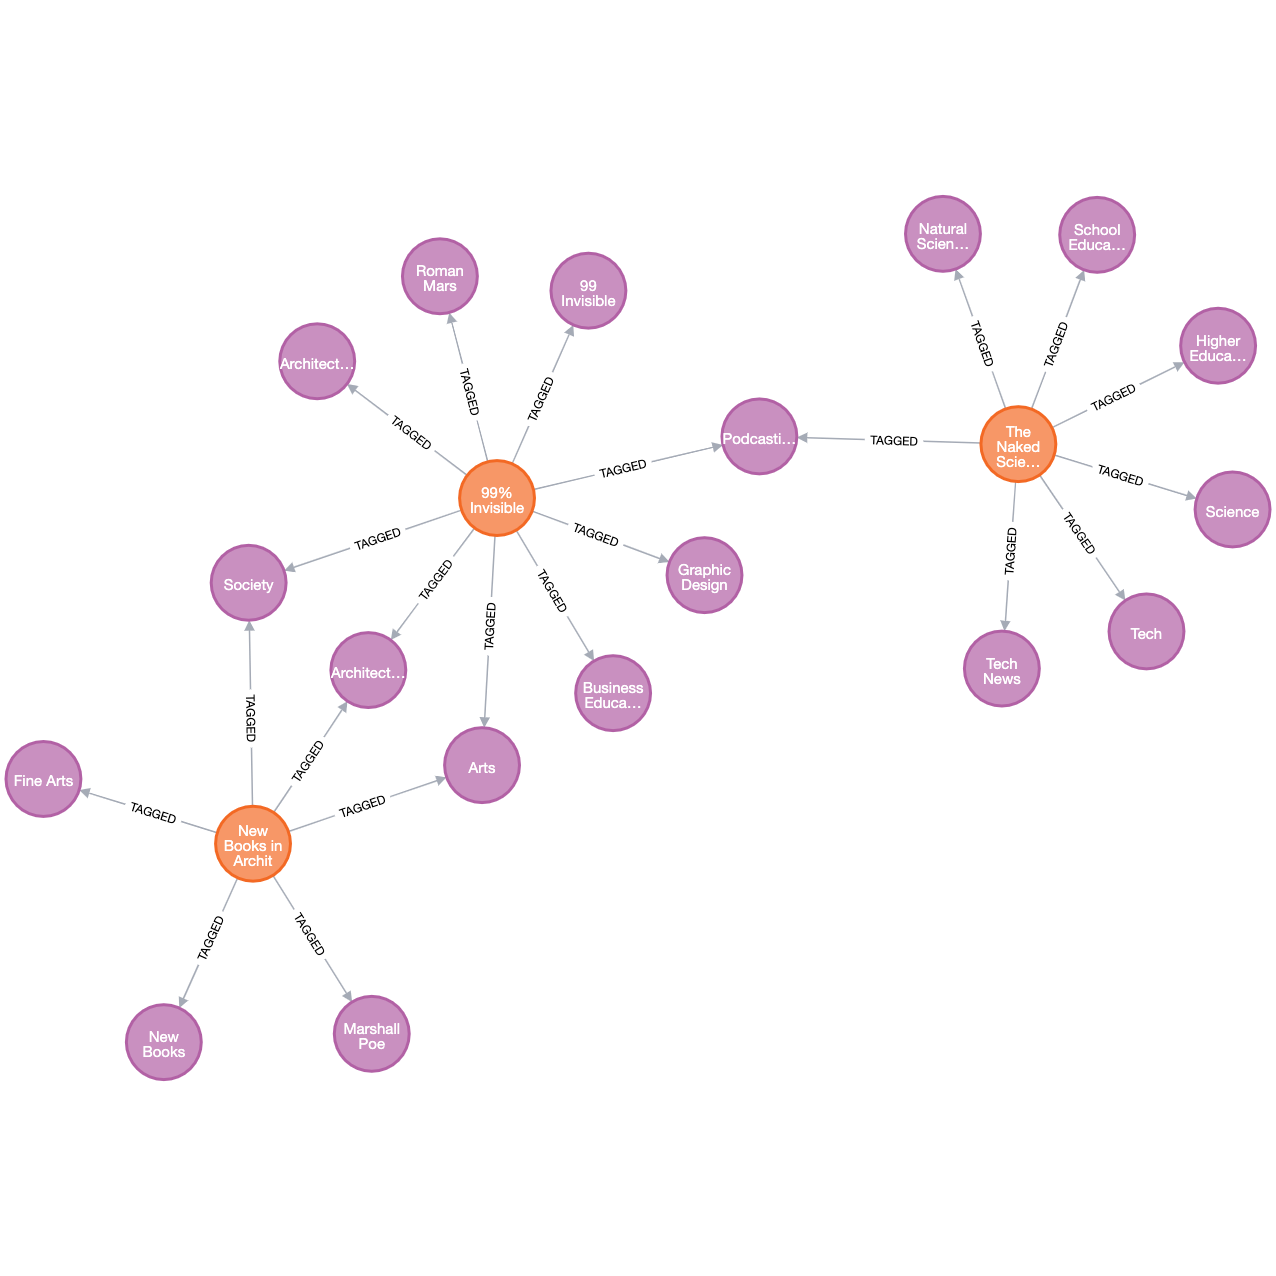 Natural
Scien…
School
Educa…
Roman
Mars
99
Invisible
Higher
Educa…
Architect…
TAGGED
TAGGED
TAGGED
TAGGED
TAGGED
TAGGED
Podcasti…
TAGGED
The
Naked
Scie…
TAGGED
TAGGED
TAGGED
99%
Invisible
Science
TAGGED
TAGGED
TAGGED
TAGGED
Society
TAGGED
TAGGED
Graphic
Design
TAGGED
Tech
Architect…
Tech
News
Business
Educa…
TAGGED
TAGGED
Arts
Fine Arts
TAGGED
TAGGED
New
Books in
Archit
TAGGED
TAGGED
New
Books
Marshall
Poe